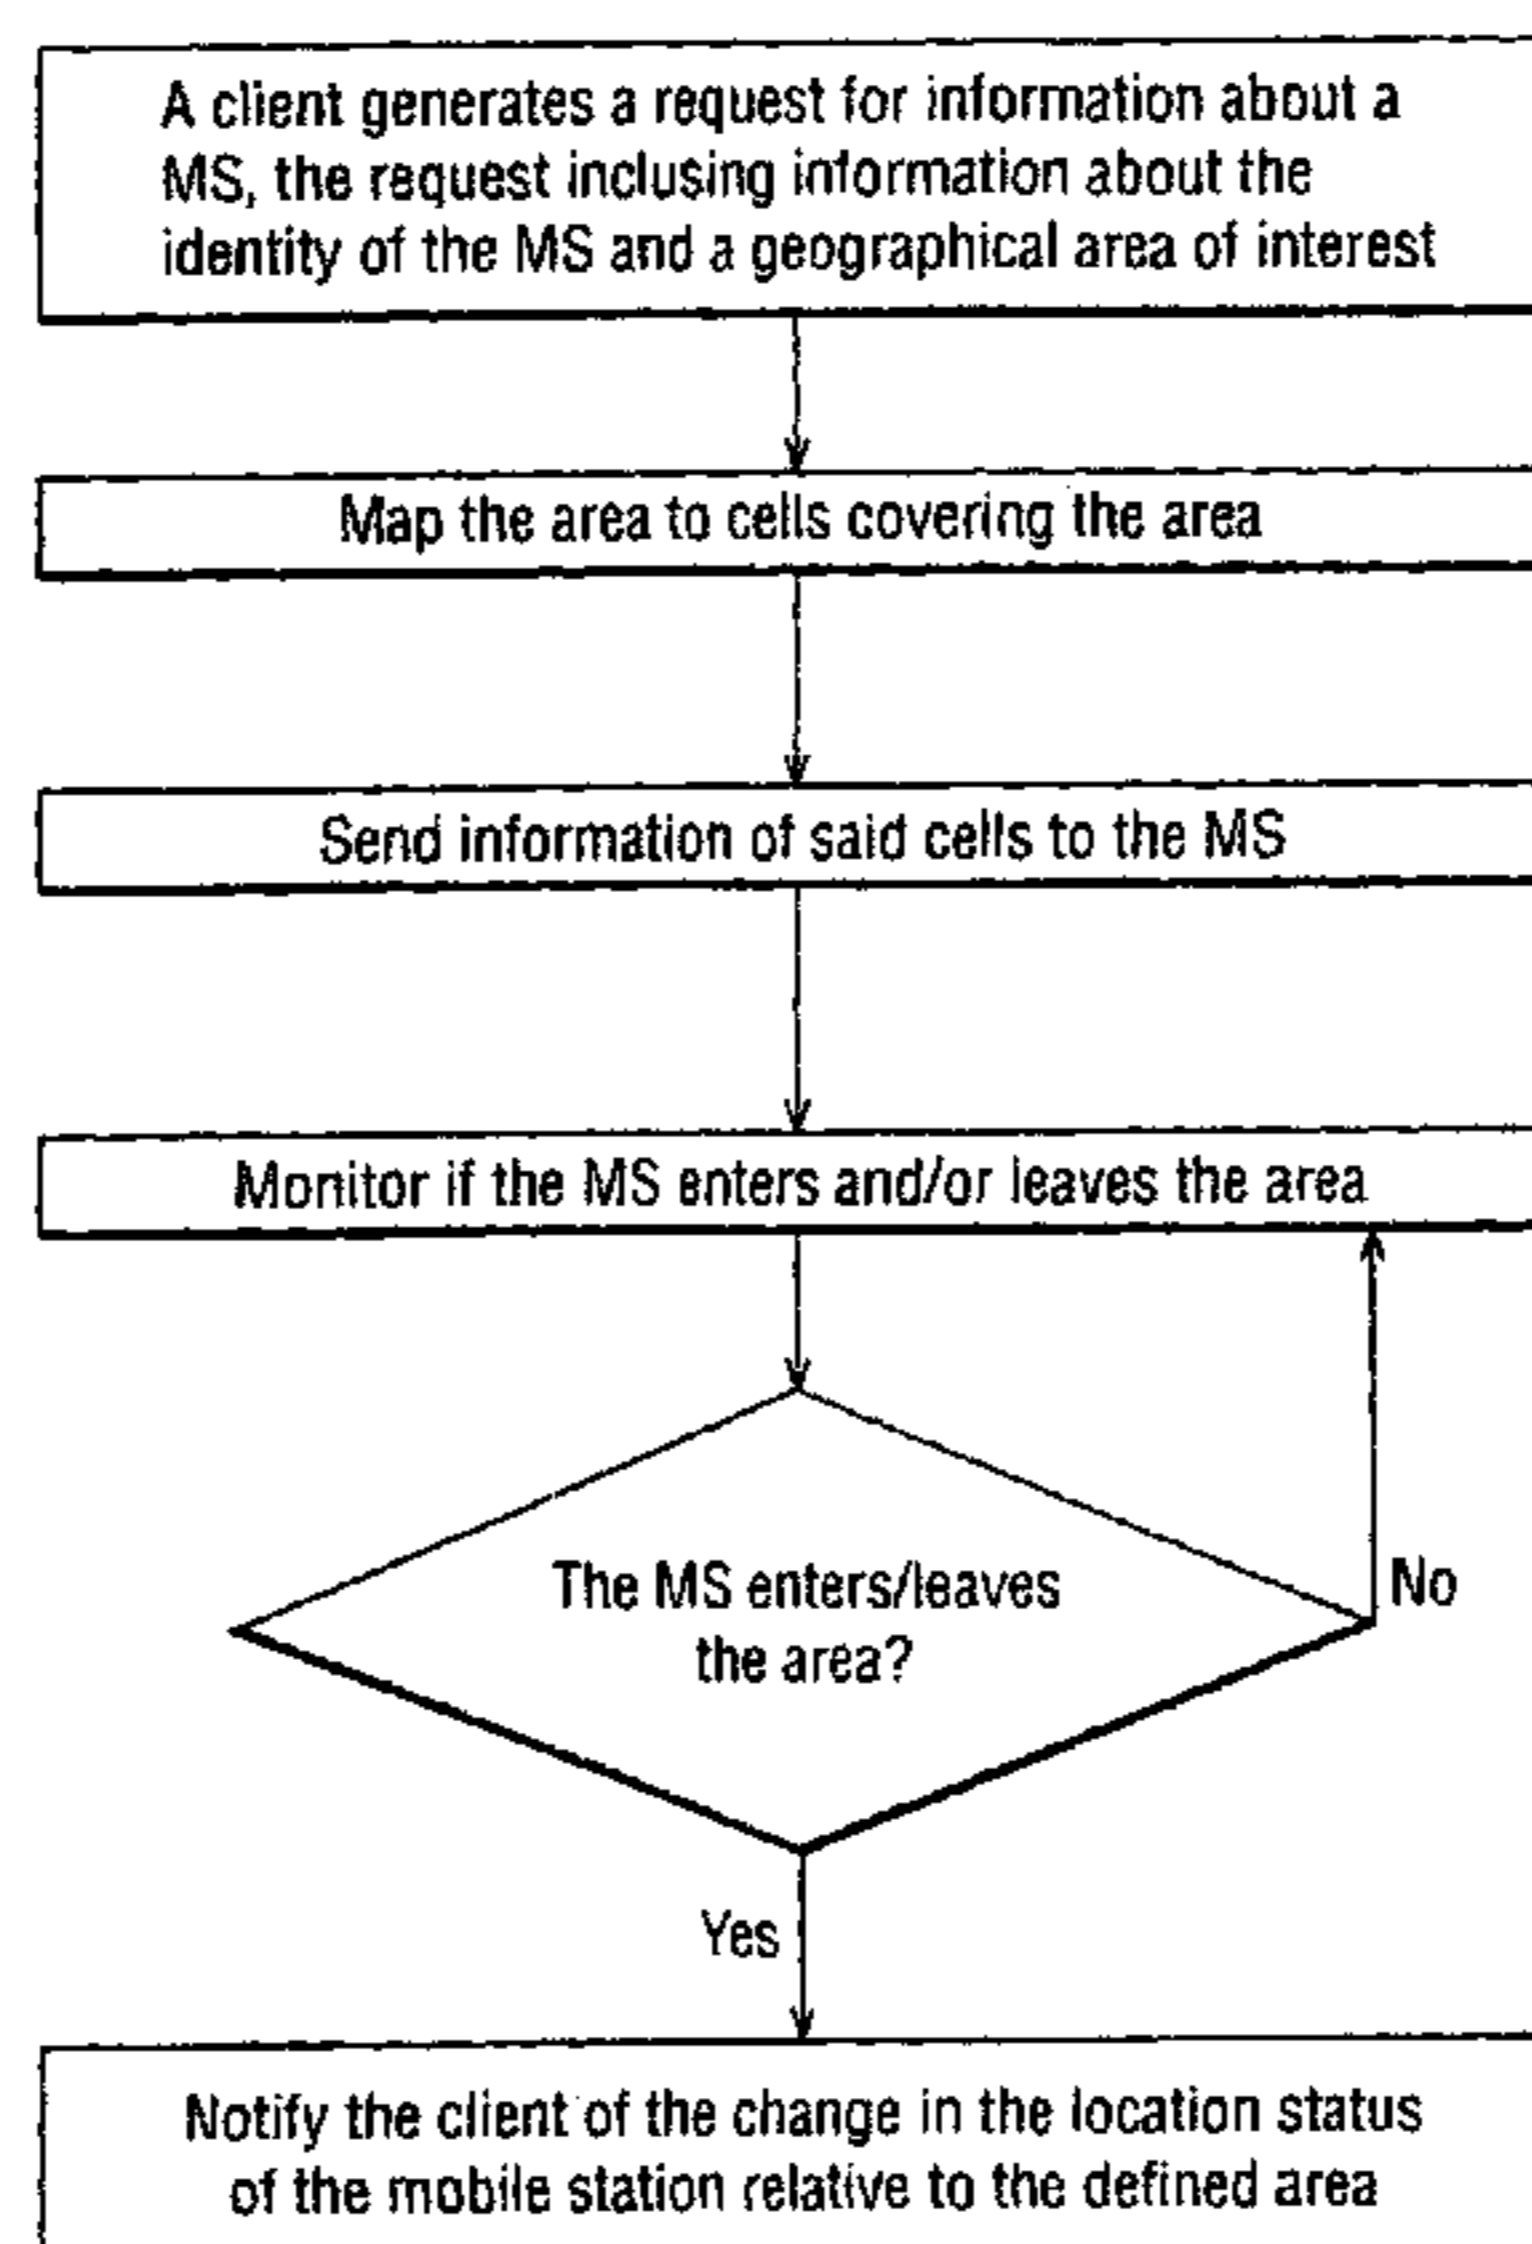 A client generates a request for information about a
MS, the request inclusing information about the
identity of the MS and a geographical area of interest
Map the area to cells covering the area
Send information of said cells to the MS
Monitor if the MS enters and/or leaves the area
The MS enters/leaves
the area?
No
Yes
Notify the client of the change in the location status
of the mobile station relative to the defined area